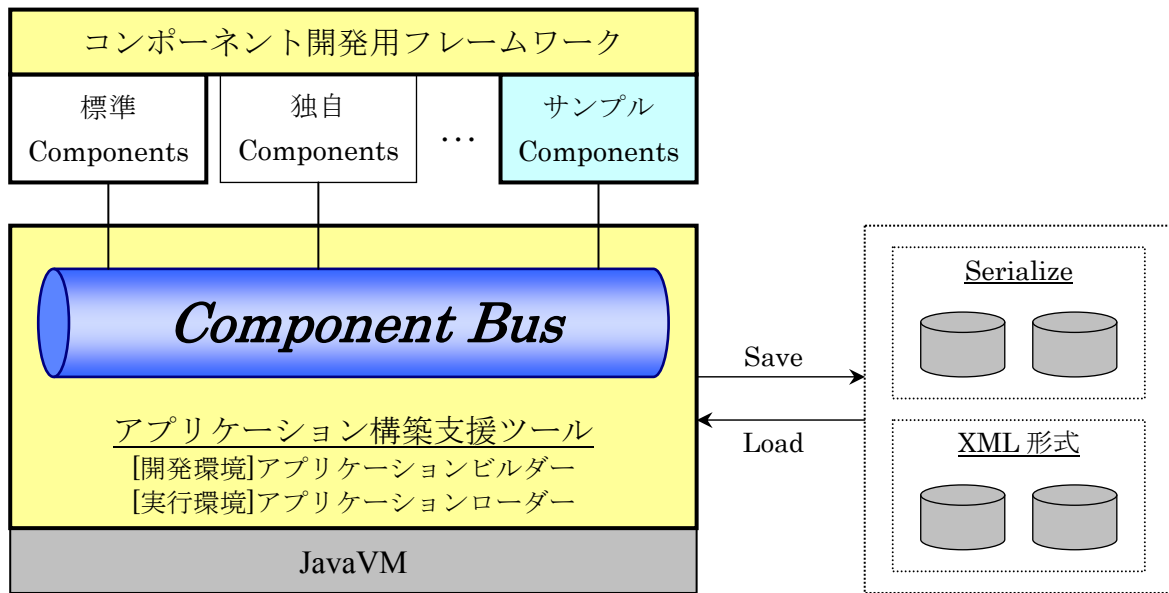 コンポーネント開発用フレームワーク
標準
Components
独自
Components
…
サンプル
Components
Component Bus
アプリケーション構築支援ツール
[開発環境]アプリケーションビルダー
[実行環境]アプリケーションローダー
JavaVM
Save
Load
Serialize
XML 形式